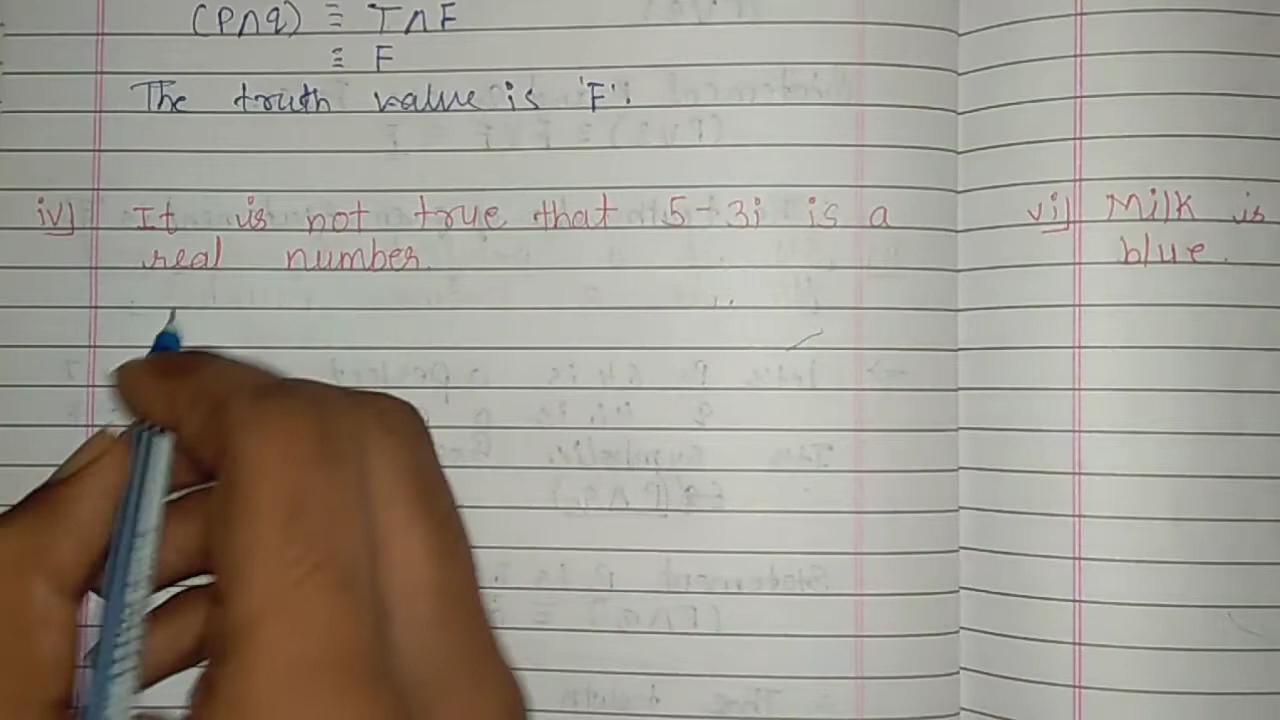 (P∧q) ≡ T∧F
≡ F
The truth value is 'F'.
iv) It is not true that 5-3i is a
real number.
vi) Milk is
blue.